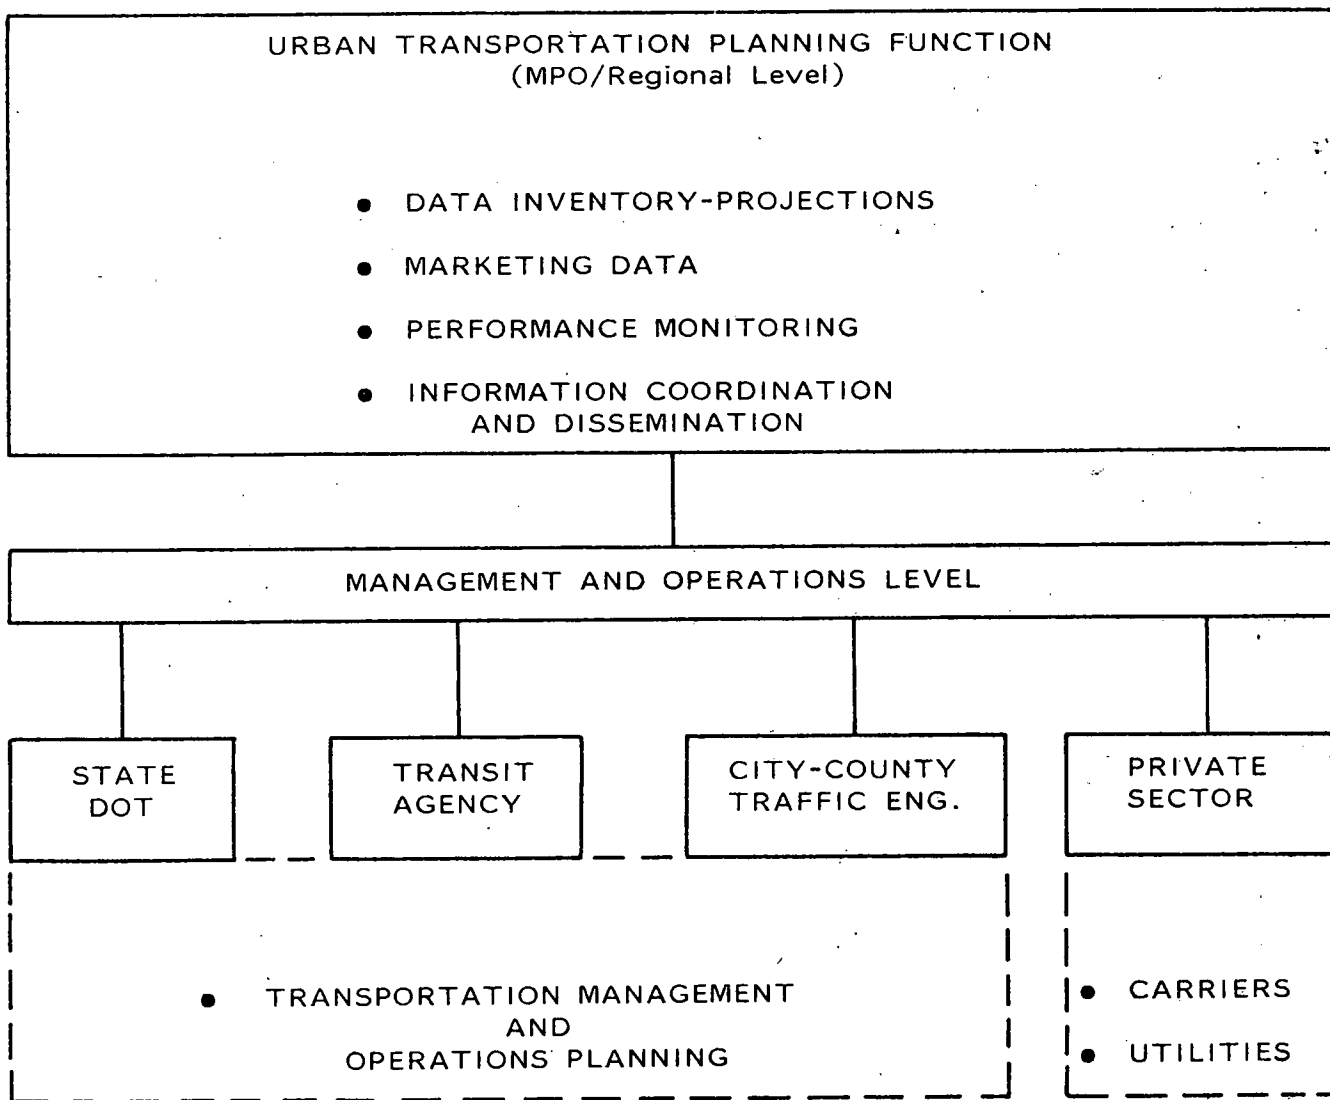 URBAN TRANSPORTATION PLANNING FUNCTION
(MPO/Regional Level)
• DATA INVENTORY-PROJECTIONS
• MARKETING DATA
• PERFORMANCE MONITORING
• INFORMATION COORDINATION
AND DISSEMINATION
MANAGEMENT AND OPERATIONS LEVEL
STATE
DOT
TRANSIT
AGENCY
CITY-COUNTY
TRAFFIC ENG.
PRIVATE
SECTOR
• TRANSPORTATION MANAGEMENT
AND
OPERATIONS PLANNING
• CARRIERS
• UTILITIES